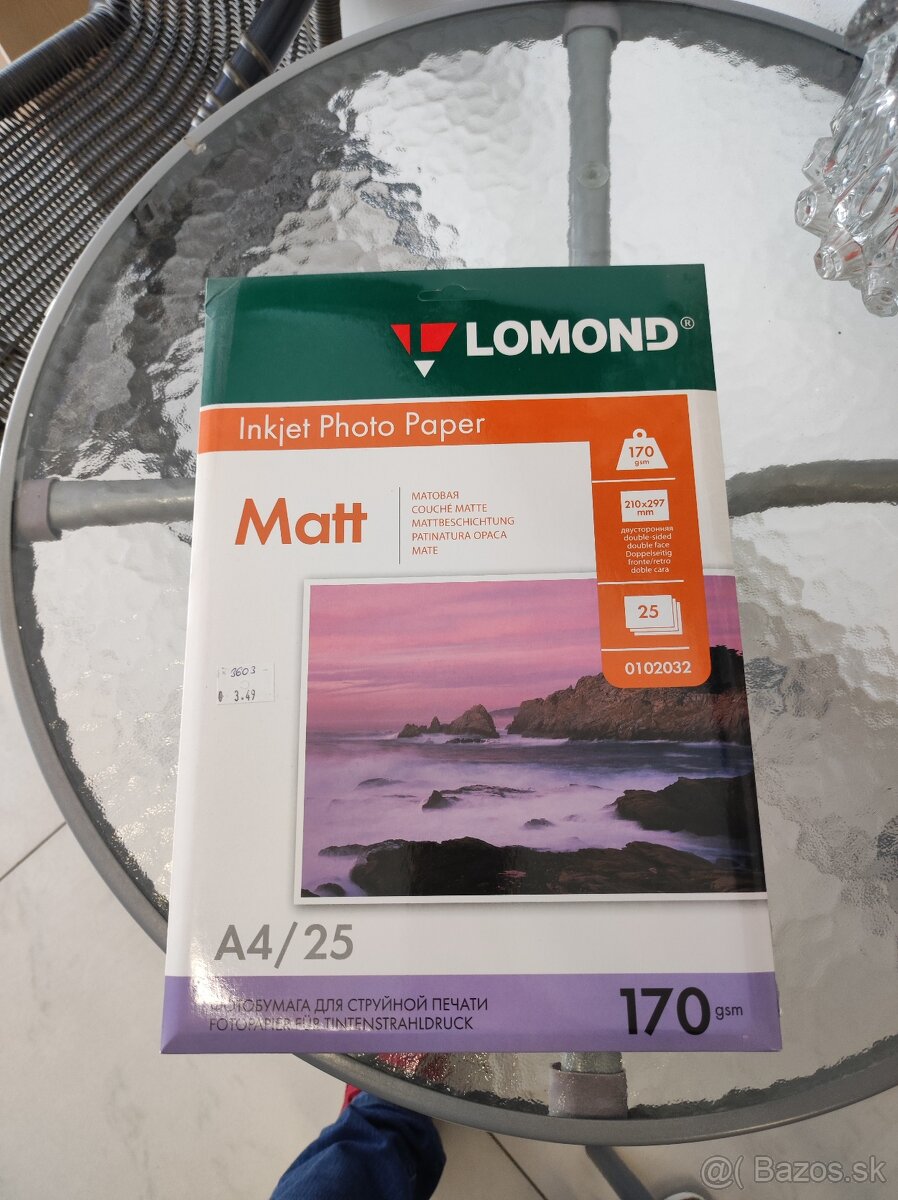 LOMOND®
Inkjet Photo Paper
170
gsm
Matt
МАТОВАЯ
COUCHÉ MATTE
MATTBESCHICHTUNG
PATINATURA OPACA
MATE
210x297
mm
двусторонняя
double-sided
double face
Doppelseitig
fronte/retro
doble cara
25
0102032
3603
3.49
A4/25
ФОТОБУМАГА ДЛЯ СТРУЙНОЙ ПЕЧАТИ
FOTOPAPIER FÜR TINTENSTRAHLDRUCK
170 gsm
@( Bazos.sk